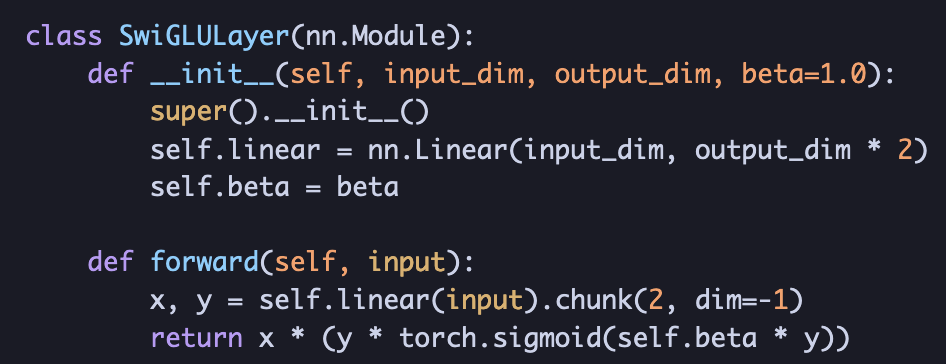 class SwiGLULayer(nn.Module):
    def __init__(self, input_dim, output_dim, beta=1.0):
        super().__init__()
        self.linear = nn.Linear(input_dim, output_dim * 2)
        self.beta = beta

    def forward(self, input):
        x, y = self.linear(input).chunk(2, dim=-1)
        return x * (y * torch.sigmoid(self.beta * y))